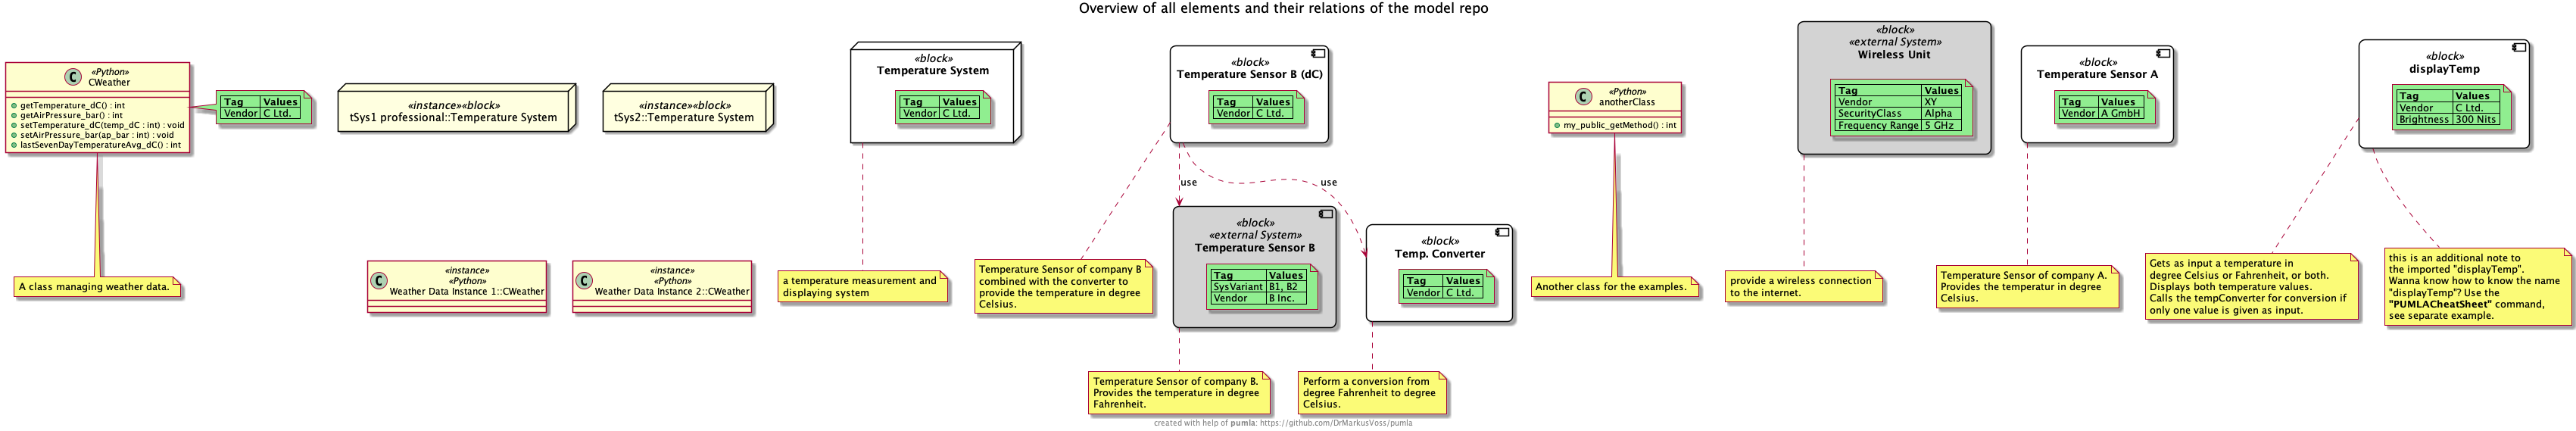 Overview of all elements and their relations of the model repo
«Python»
C
CWeather
getTemperature_dC() : int
getAirPressure_bar() : int
setTemperature_dC(temp_dC : int) : void
setAirPressure_bar(ap_bar : int) : void
lastSevenDayTemperatureAvg_dC() : int
Tag Values
Vendor C Ltd.
A class managing weather data.
«instance»«block»
tSys1 professional::Temperature System
«instance»«block»
tSys2::Temperature System
«instance»
«Python»
C
Weather Data Instance 1::CWeather
«instance»
«Python»
C
Weather Data Instance 2::CWeather
«block»
Temperature System
Tag Values
Vendor C Ltd.
a temperature measurement and
displaying system
«block»
Temperature Sensor B (dC)
Tag Values
Vendor C Ltd.
use
use
Temperature Sensor of company B
combined with the converter to
provide the temperature in degree
Celsius.
«block»
«external System»
Temperature Sensor B
Tag Values
SysVariant B1, B2
Vendor B Inc.
Temperature Sensor of company B.
Provides the temperature in degree
Fahrenheit.
«block»
Temp. Converter
Tag Values
Vendor C Ltd.
Perform a conversion from
degree Fahrenheit to degree
Celsius.
«Python»
C
anotherClass
my_public_getMethod() : int
Another class for the examples.
«block»
«external System»
Wireless Unit
Tag Values
Vendor XY
SecurityClass Alpha
Frequency Range 5 GHz
provide a wireless connection
to the internet.
«block»
Temperature Sensor A
Tag Values
Vendor A GmbH
Temperature Sensor of company A.
Provides the temperatur in degree
Celsius.
«block»
displayTemp
Tag Values
Vendor C Ltd.
Brightness 300 Nits
Gets as input a temperature in
degree Celsius or Fahrenheit, or both.
Displays both temperature values.
Calls the tempConverter for conversion if
only one value is given as input.
this is an additional note to
the imported "displayTemp".
Wanna know how to know the name
"displayTemp"? Use the
"PUMLACheatSheet" command,
see separate example.
created with help of pumla: https://github.com/DrMarkusVoss/pumla